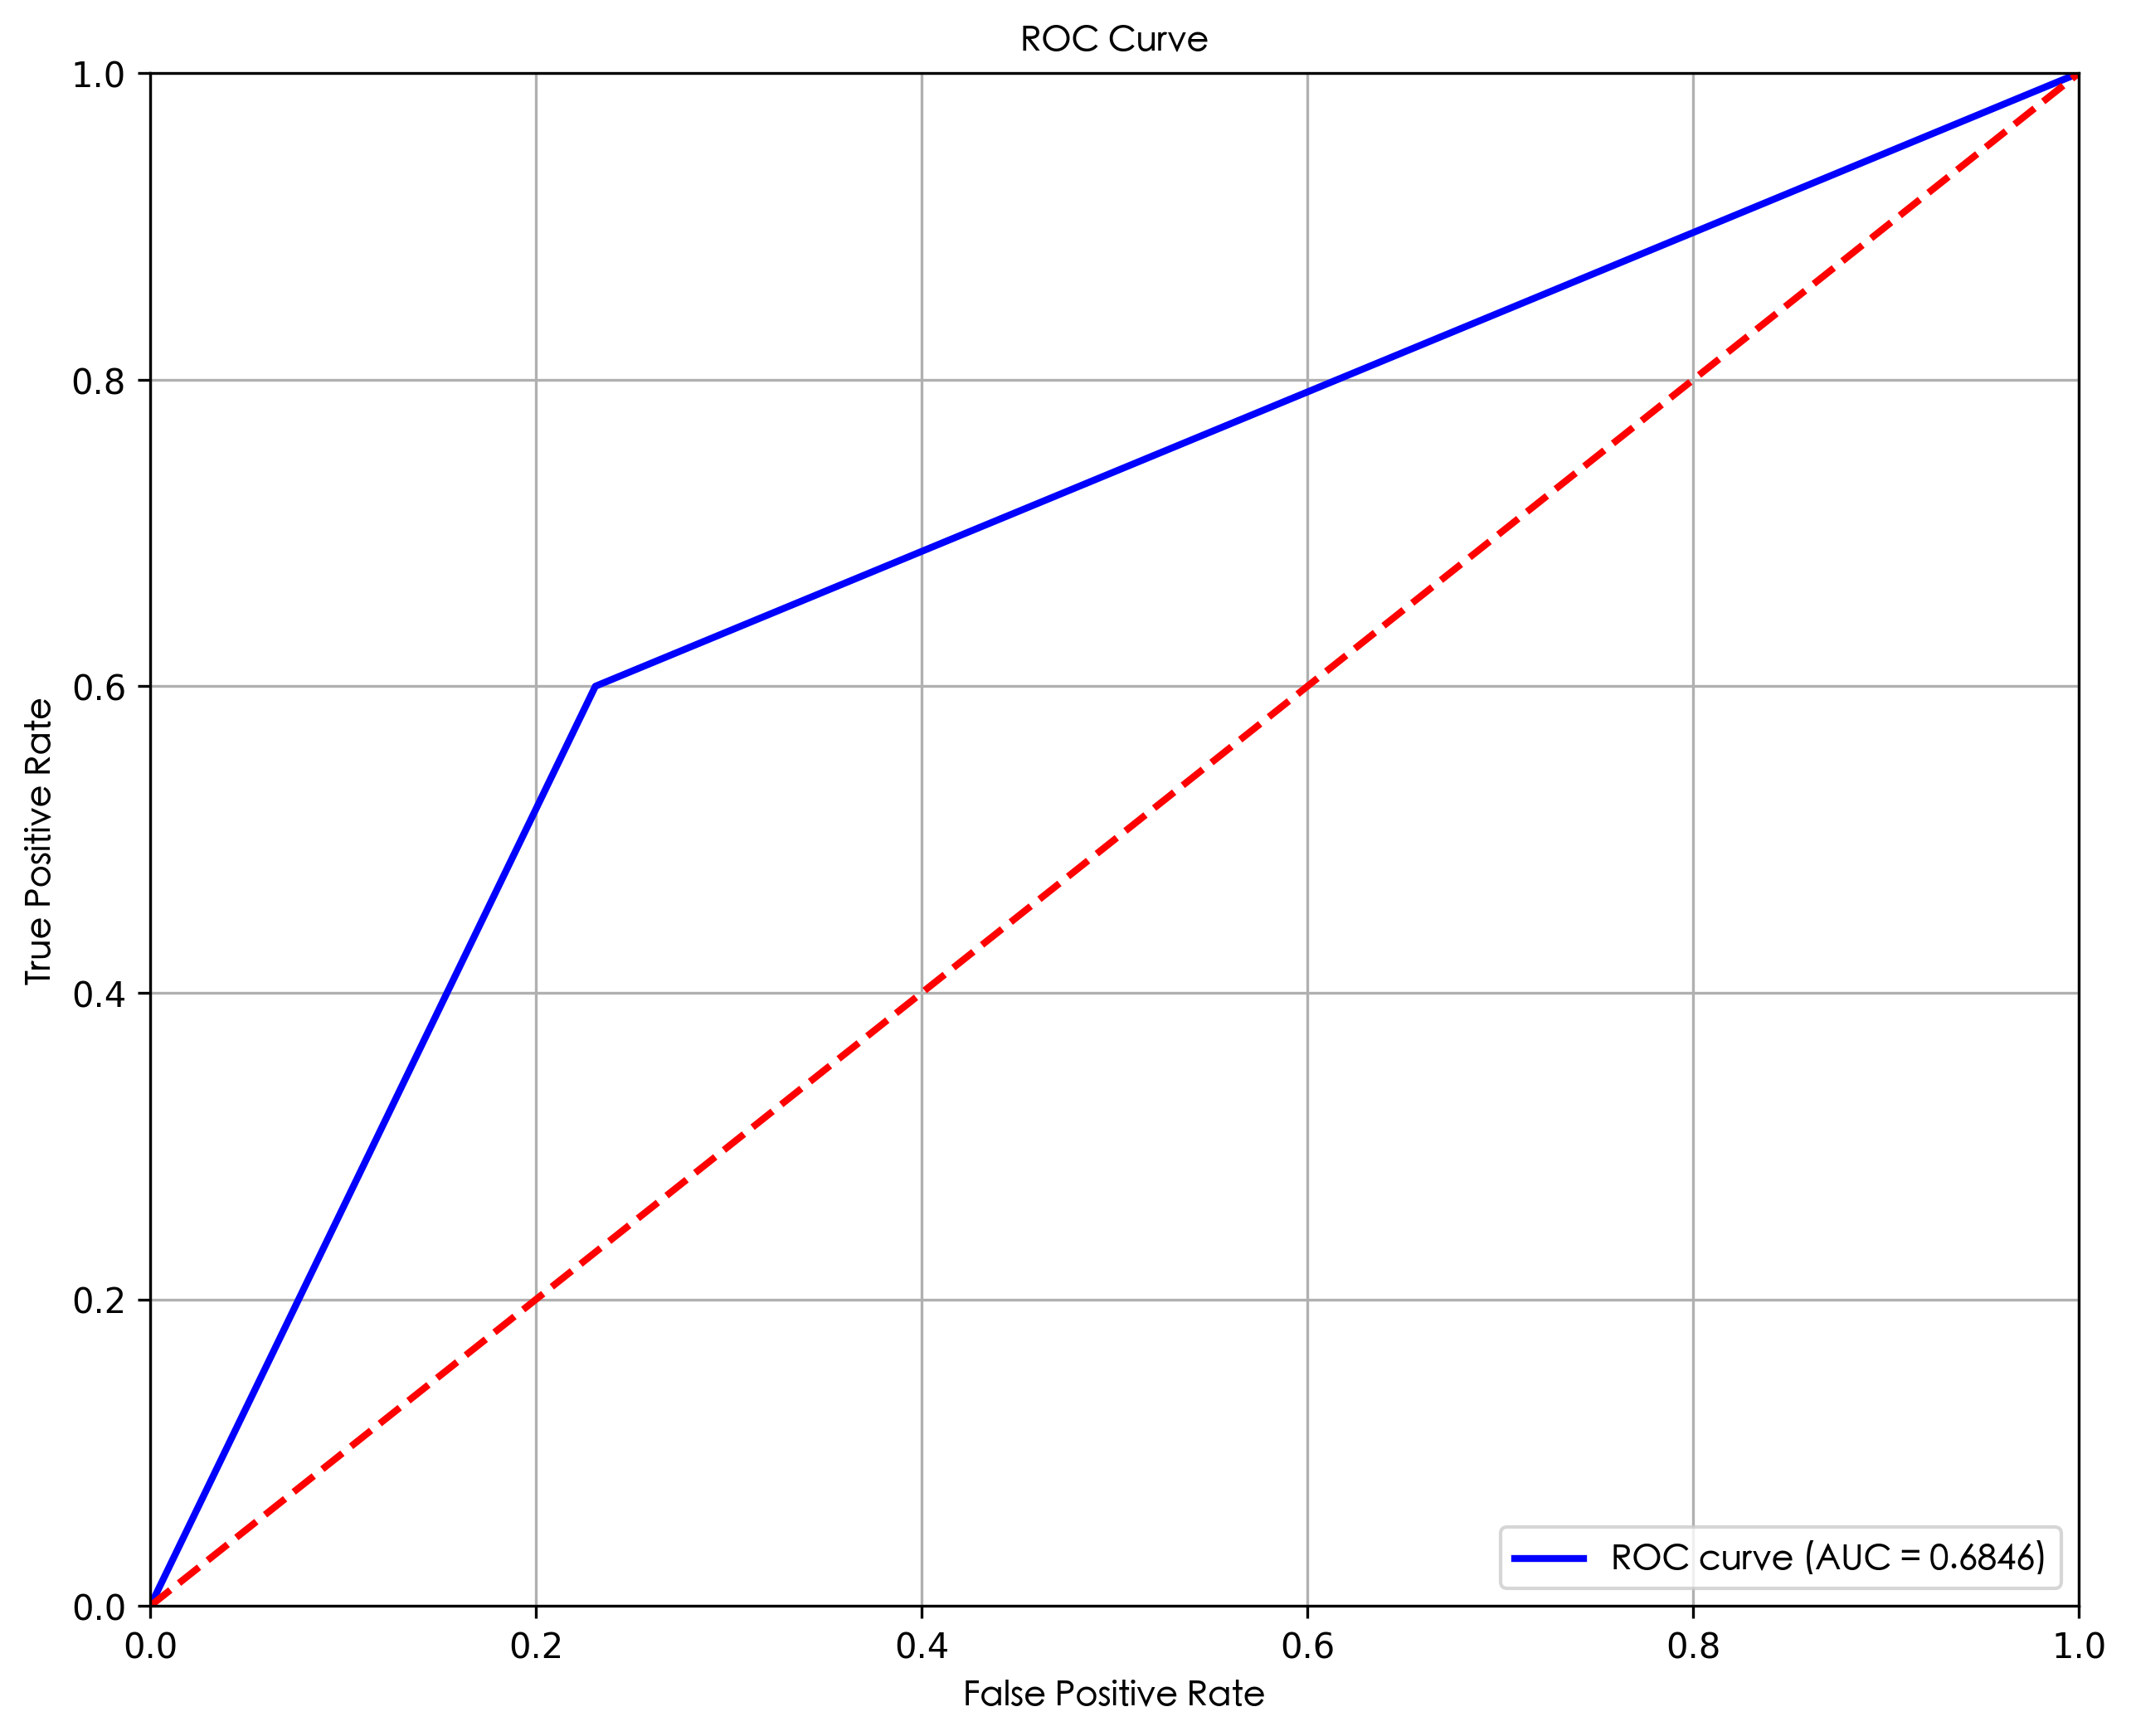 ROC Curve
1.0
0.8
0.6
0.4
0.2
0.0
True Positive Rate
ROC curve (AUC = 0.6846)
0.0 0.2 0.4 0.6 0.8 1.0
False Positive Rate